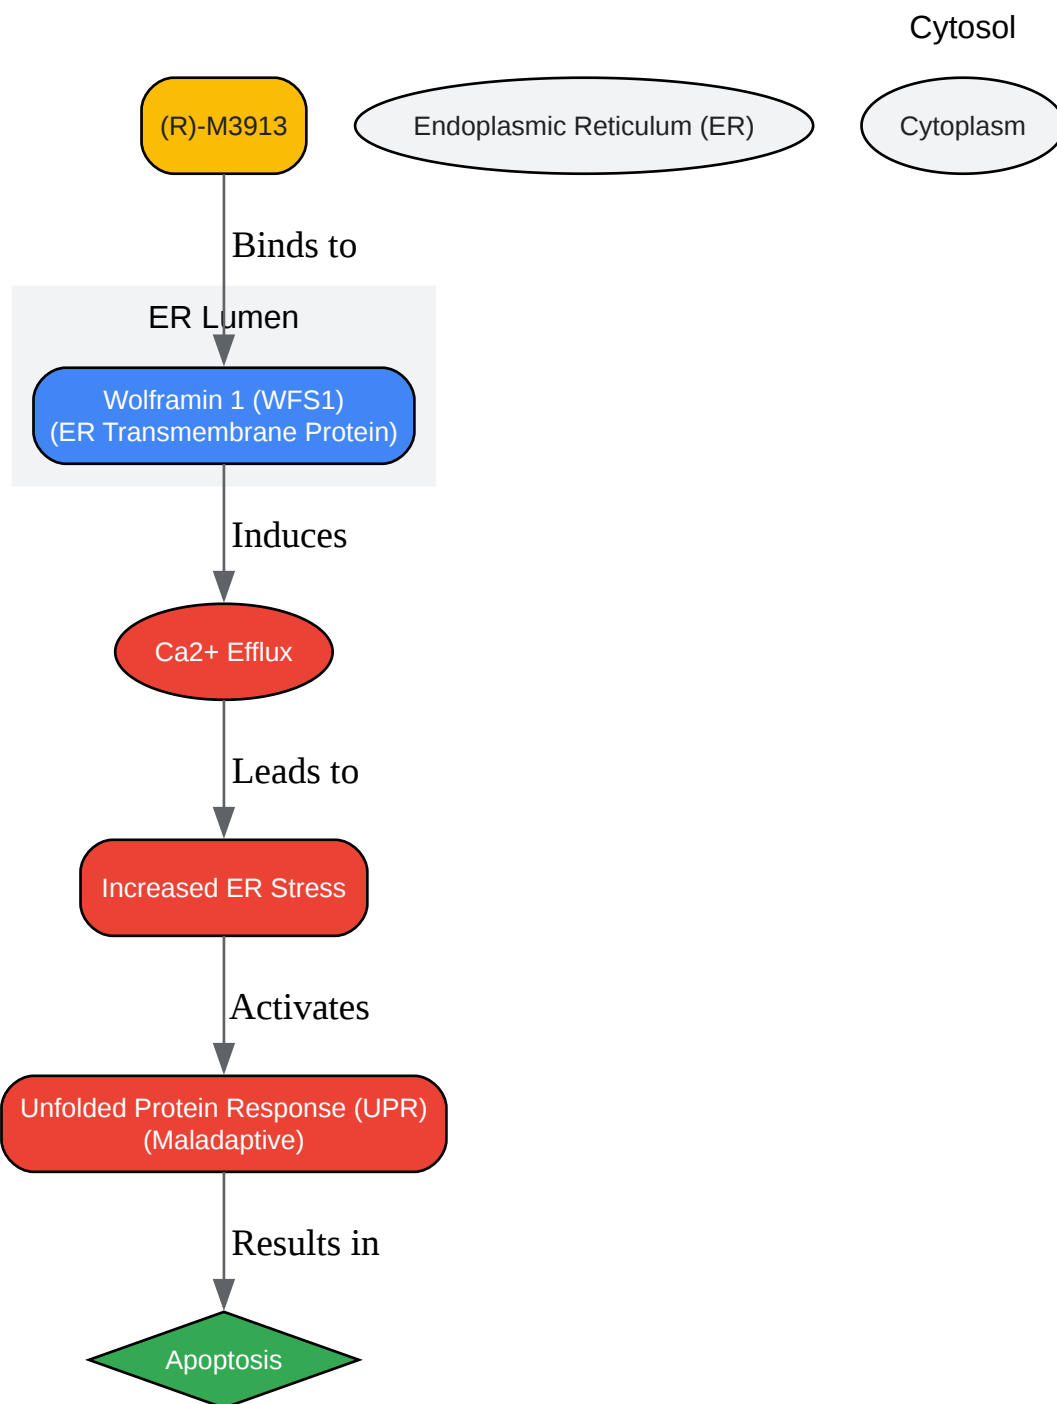 Cytosol
(R)-M3913
Endoplasmic Reticulum (ER)
Cytoplasm
Binds to
ER Lumen
Wolframin 1 (WFS1)
(ER Transmembrane Protein)
Induces
Ca2+ Efflux
Leads to
Increased ER Stress
Activates
Unfolded Protein Response (UPR)
(Maladaptive)
Results in
Apoptosis